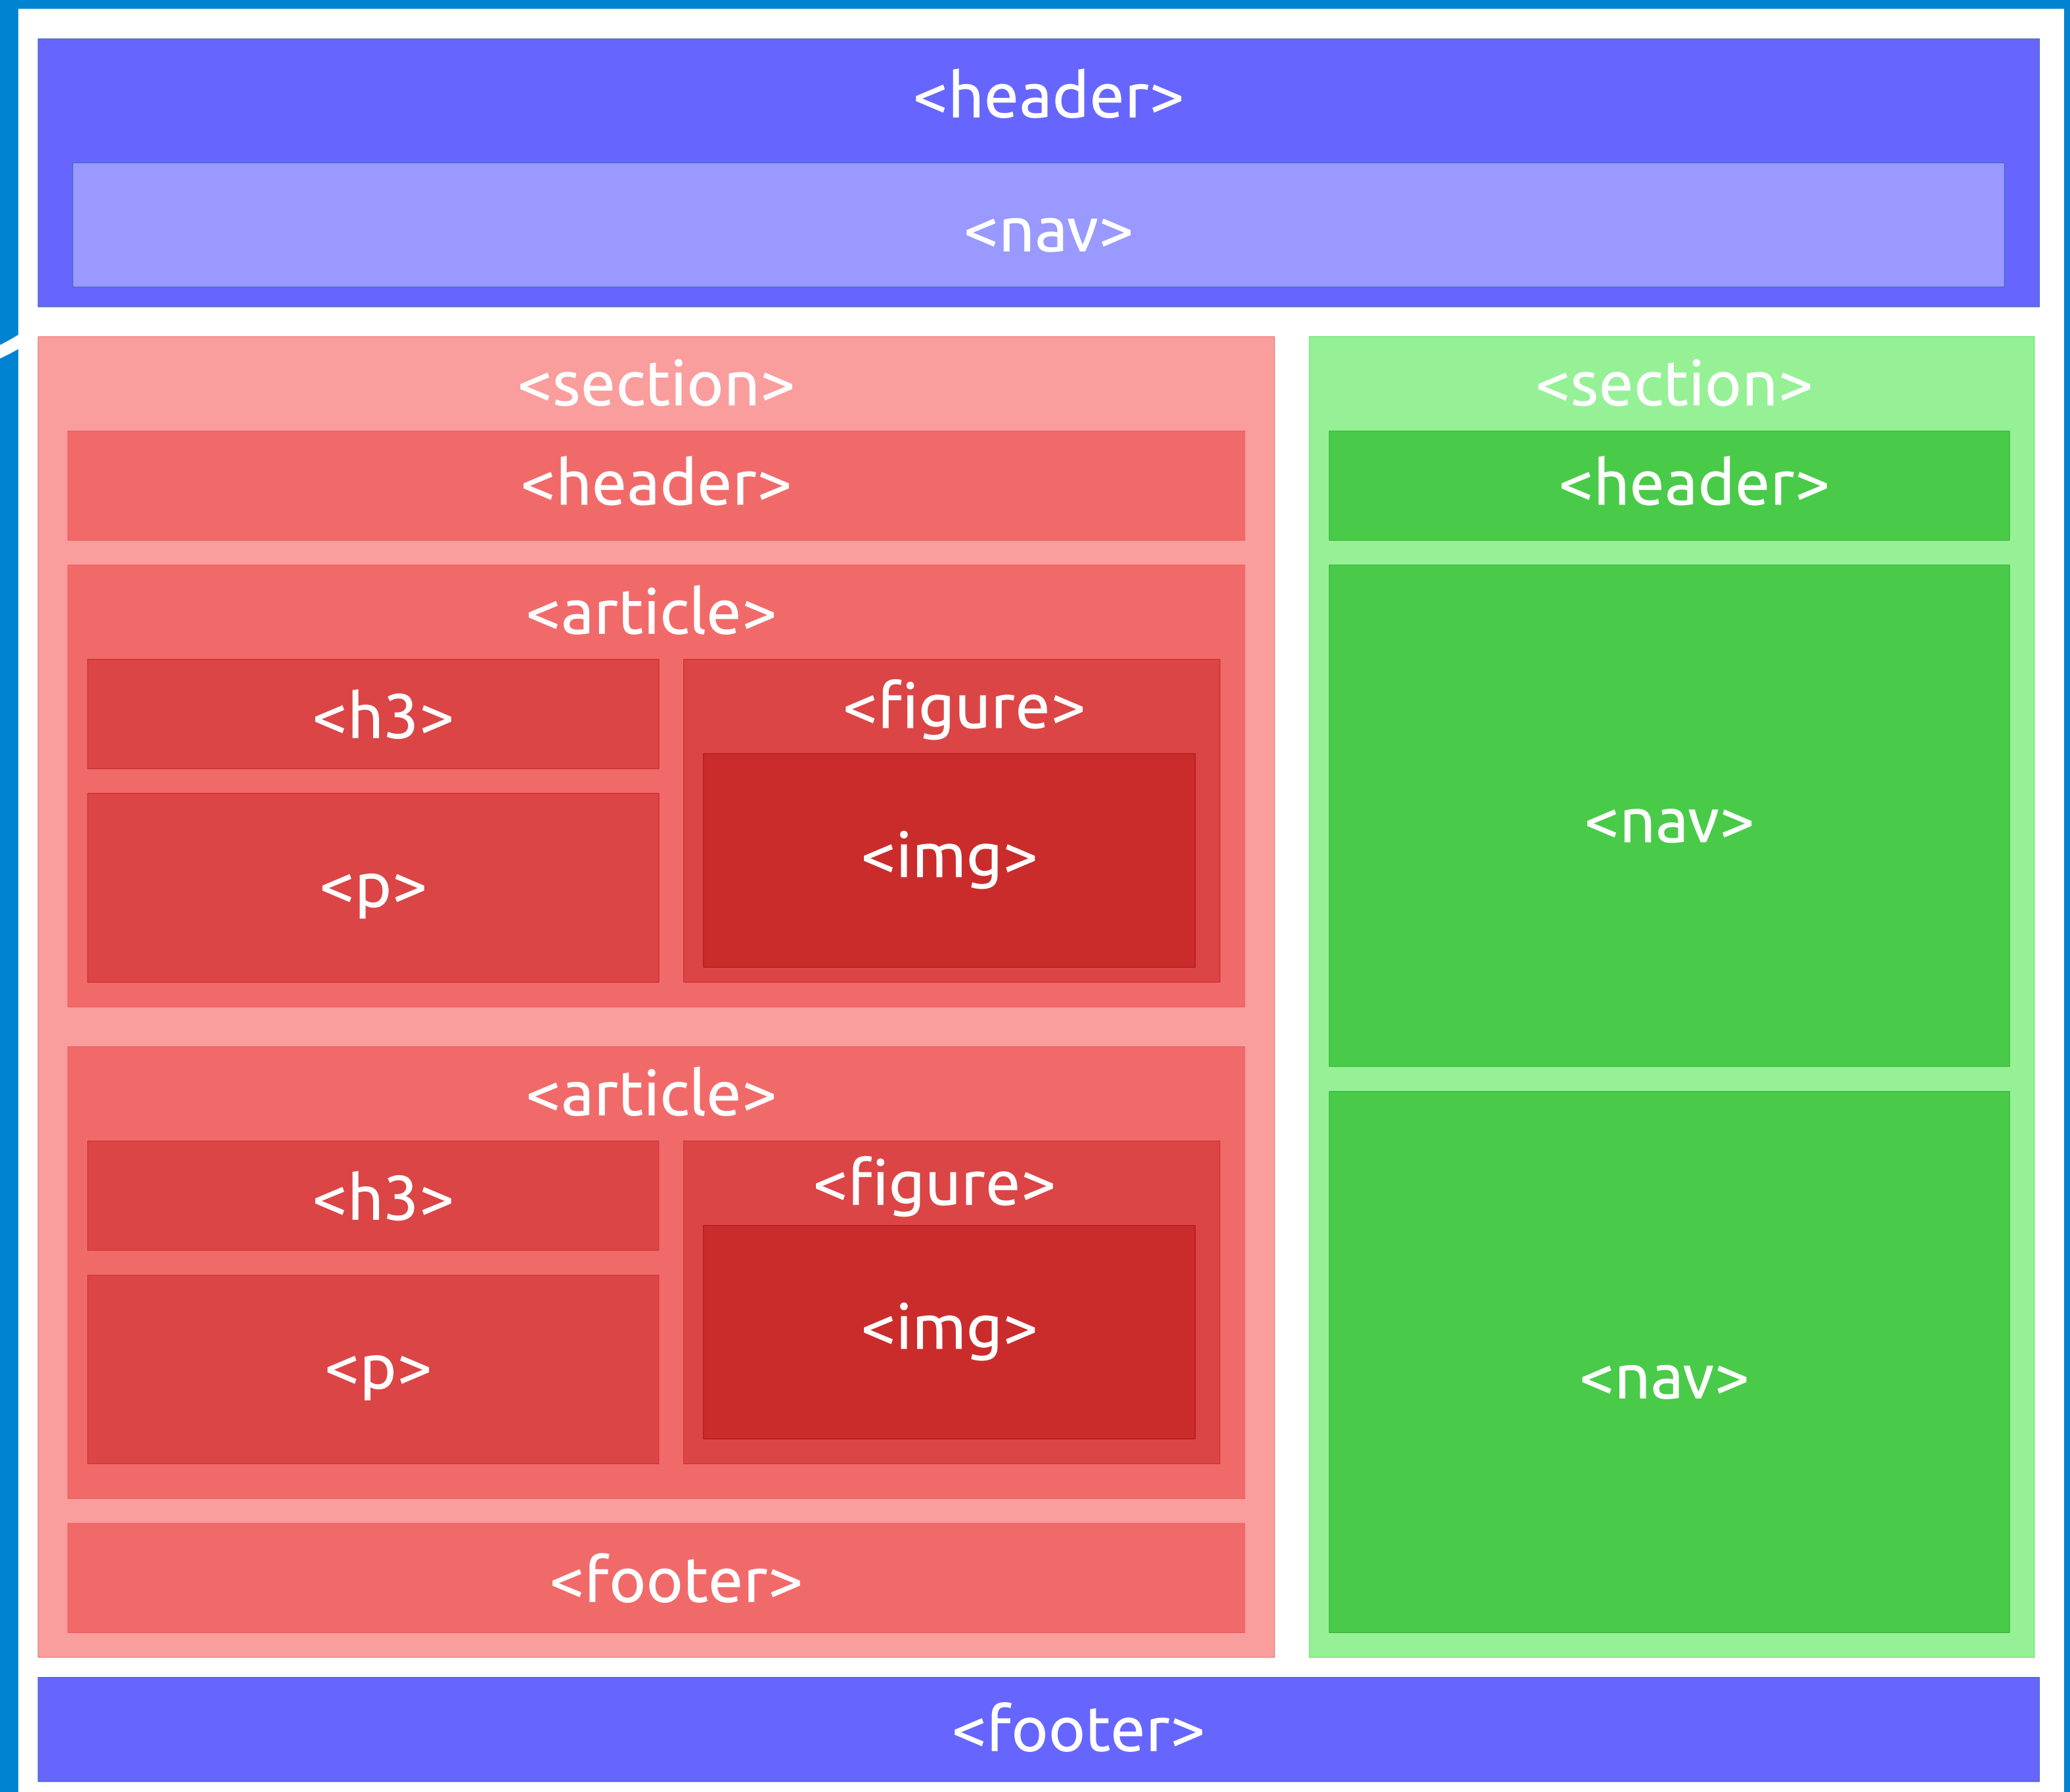 <header>
<nav>
<section>
<header>
<article>
<h3>
<p>
<figure>
<img>
<article>
<h3>
<p>
<figure>
<img>
<footer>
<section>
<header>
<nav>
<nav>
<footer>